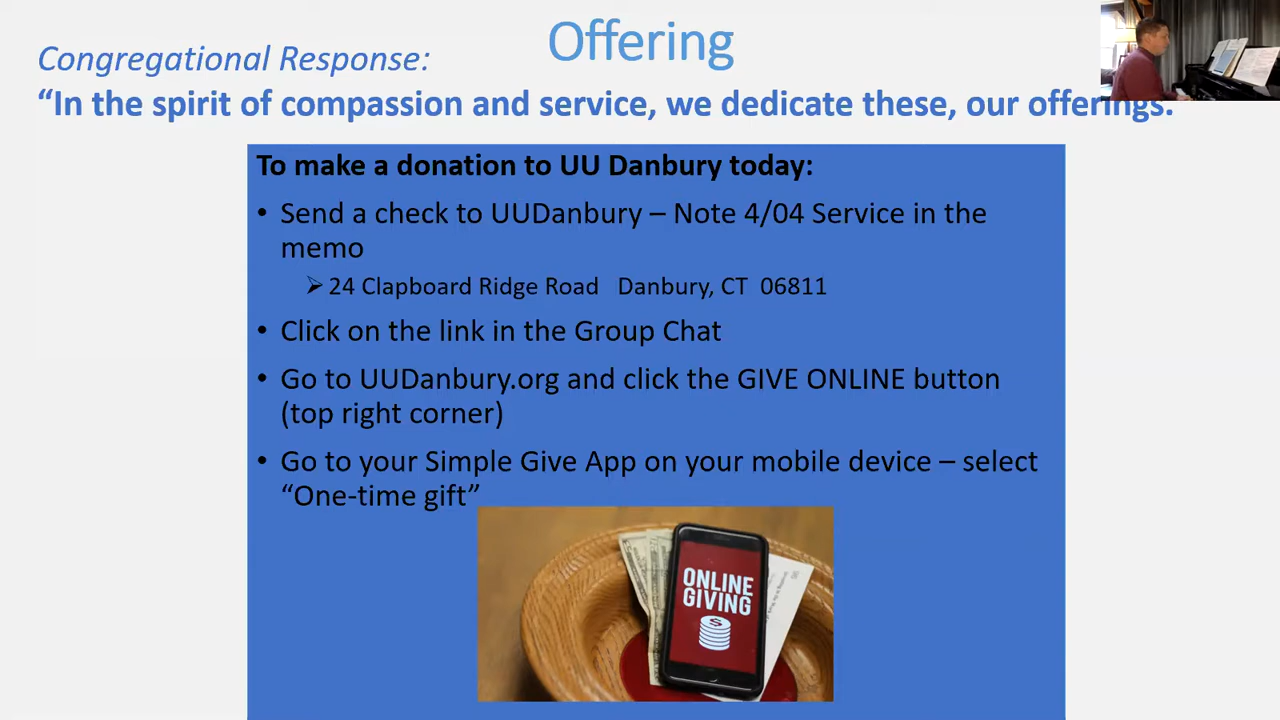 Offering
Congregational Response:
“In the spirit of compassion and service, we dedicate these, our offerings.
To make a donation to UU Danbury today:
• Send a check to UUDanbury – Note 4/04 Service in the
memo
➢ 24 Clapboard Ridge Road Danbury, CT 06811
• Click on the link in the Group Chat
• Go to UUDanbury.org and click the GIVE ONLINE button
(top right corner)
• Go to your Simple Give App on your mobile device – select
“One-time gift”
ONLINE
GIVING
$